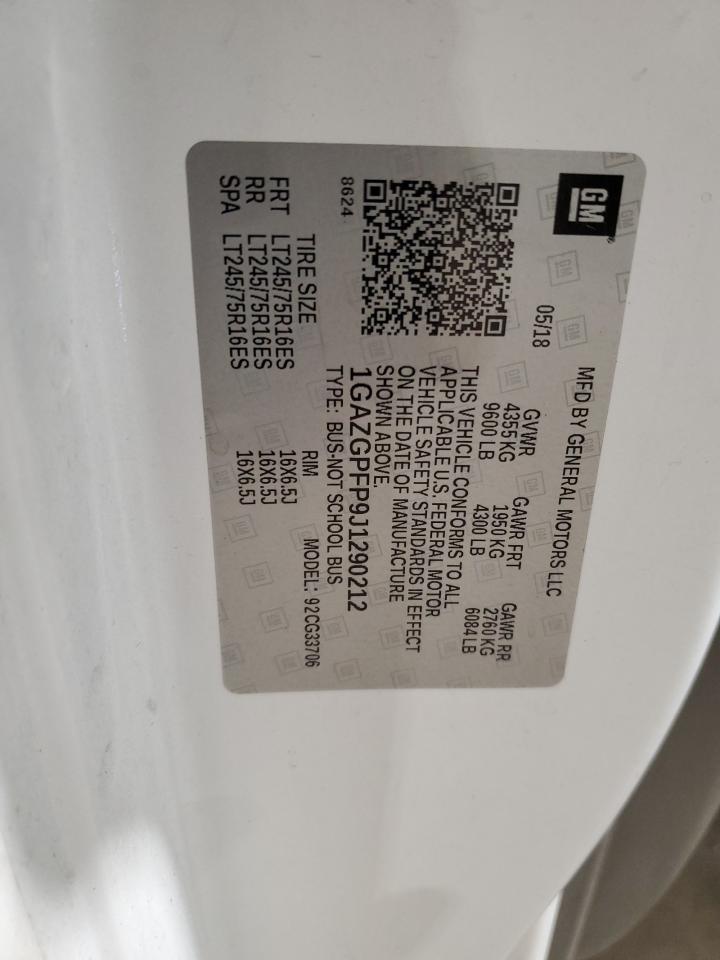 GM
MFD BY GENERAL MOTORS LLC
05/18
GVWR GAWR FRT GAWR RR
4355 KG 1950 KG 2760 KG
9600 LB 4300 LB 6084 LB
THIS VEHICLE CONFORMS TO ALL
APPLICABLE U.S. FEDERAL MOTOR
VEHICLE SAFETY STANDARDS IN EFFECT
ON THE DATE OF MANUFACTURE
SHOWN ABOVE.
1GAZGPFP9J1290212
8624
TYPE: BUS-NOT SCHOOL BUS
MODEL: 92CG33706
TIRE SIZE RIM
FRT LT245/75R16ES 16X6.5J
RR LT245/75R16ES 16X6.5J
SPA LT245/75R16ES 16X6.5J